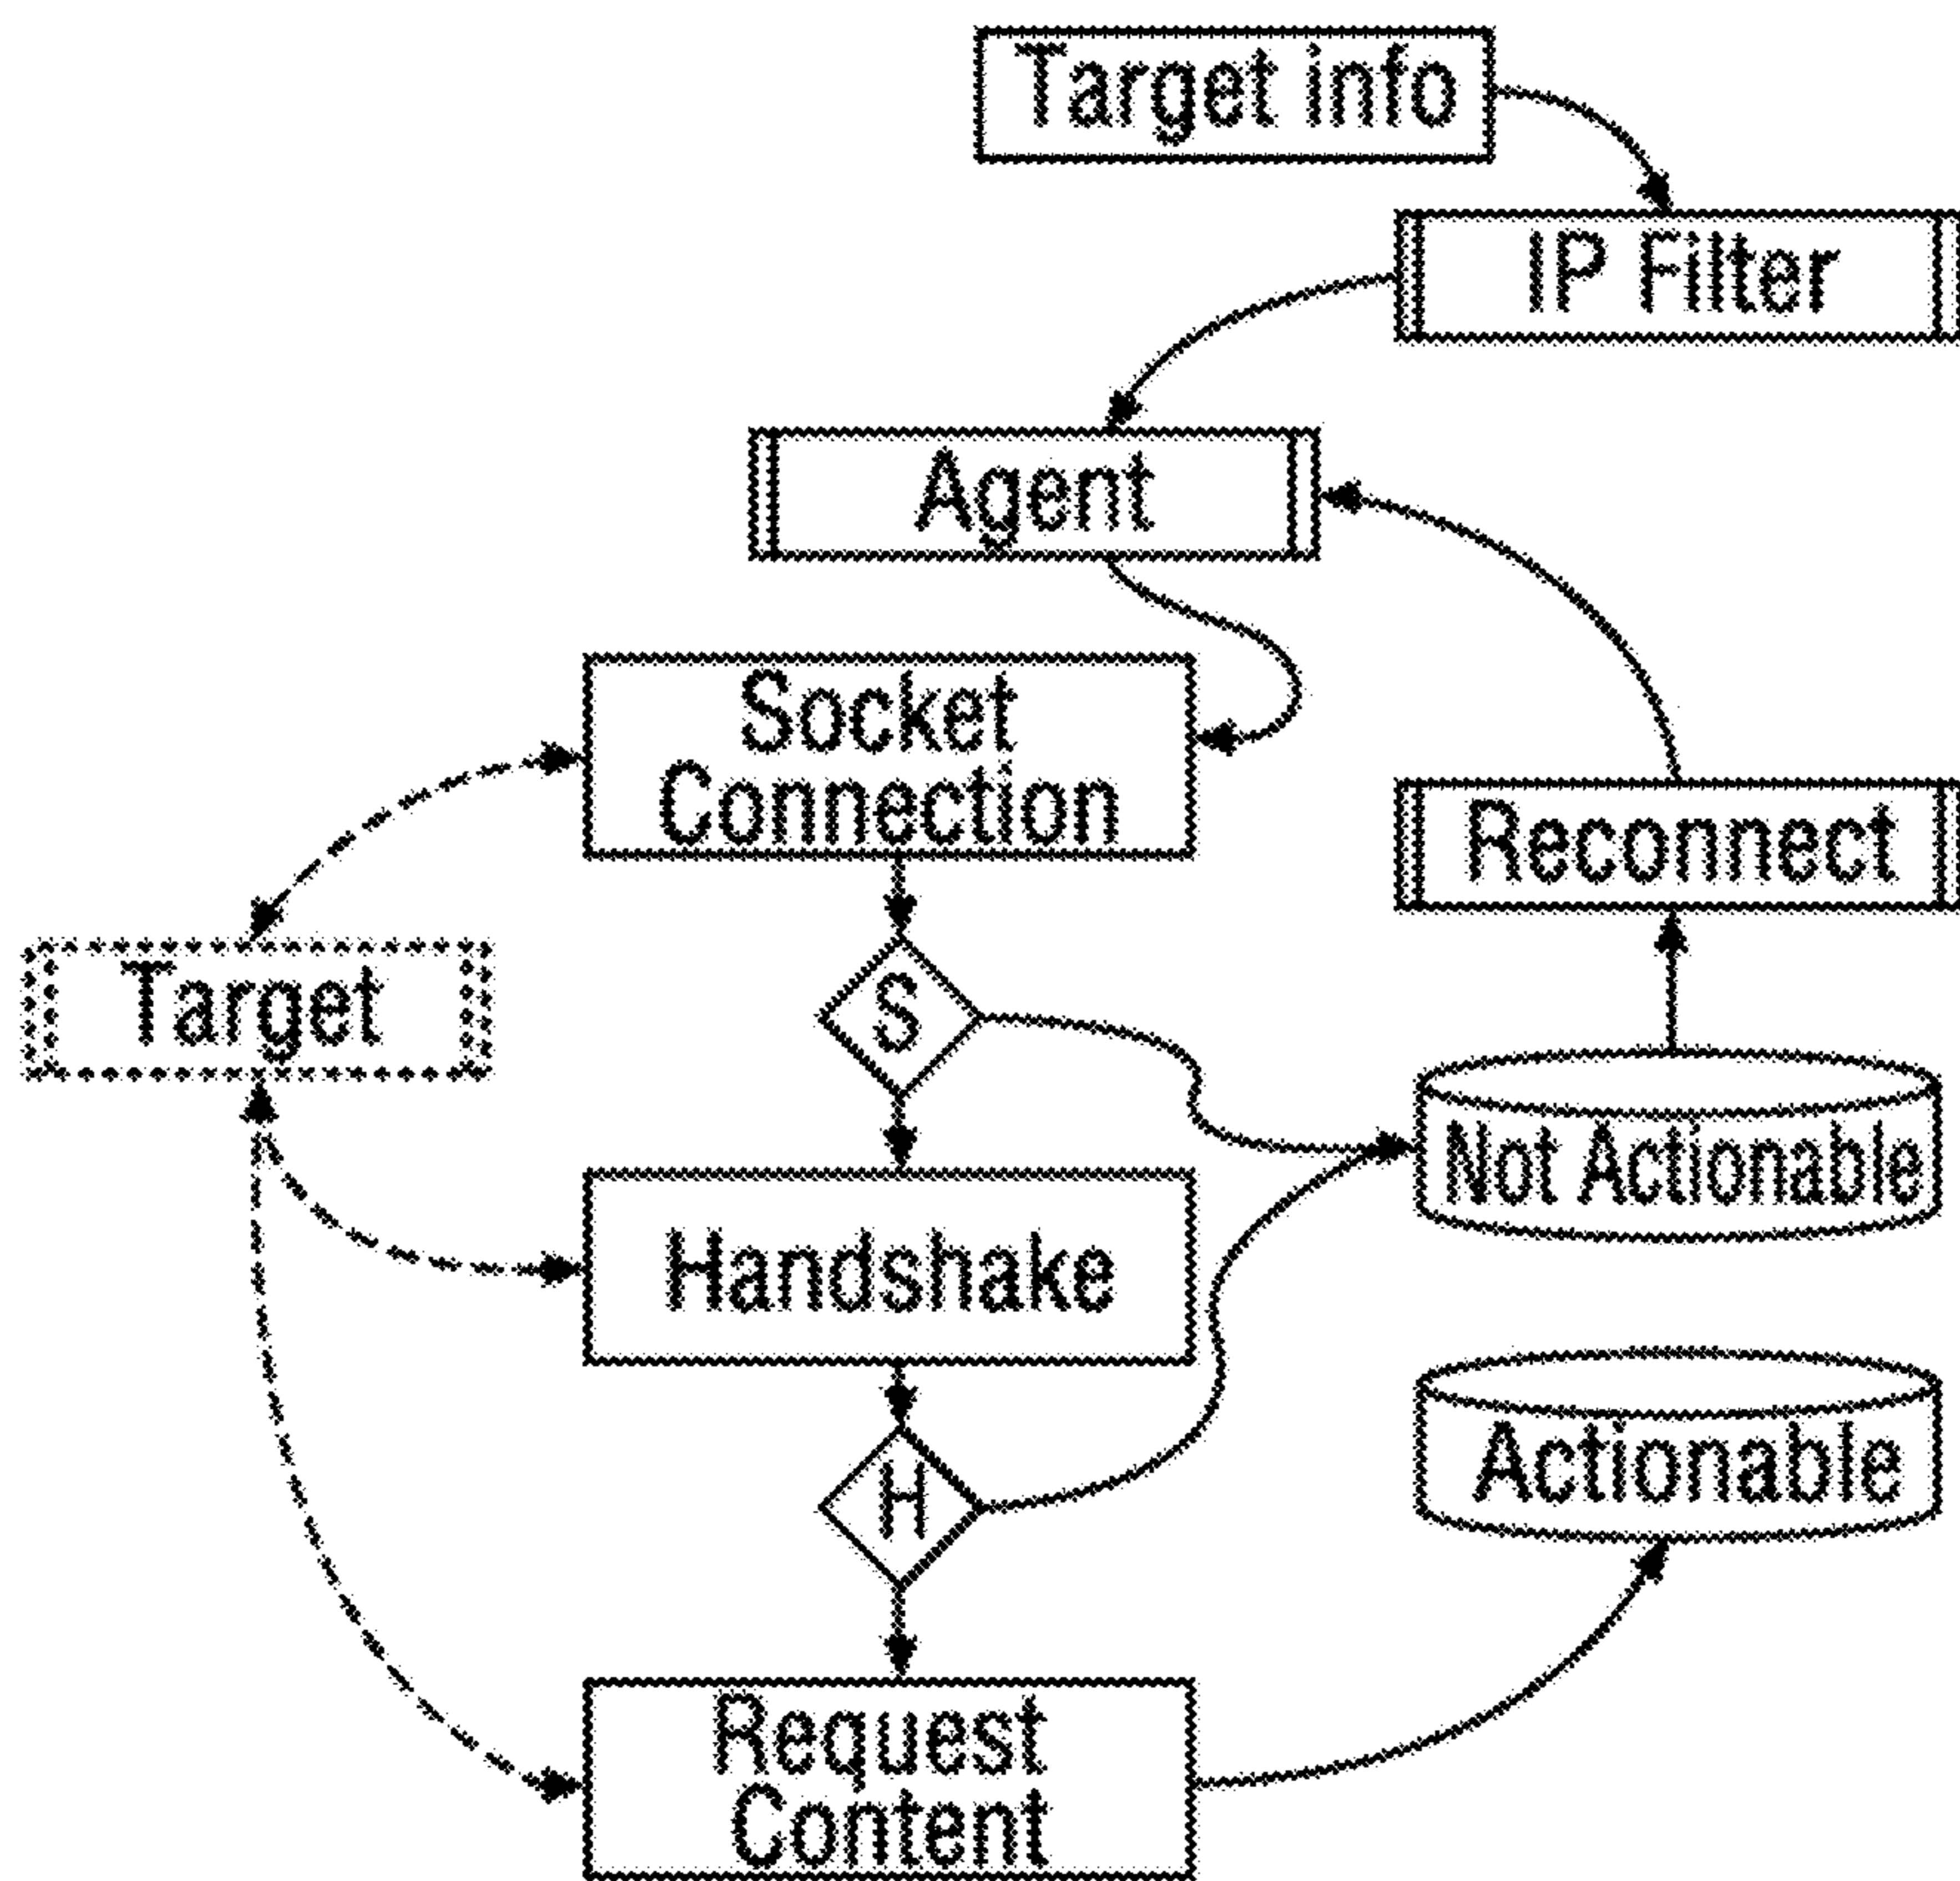 Target info
IP Filter
Agent
Socket
Connection
Reconnect
Target
S
Not Actionable
Handshake
Actionable
H
Request
Content